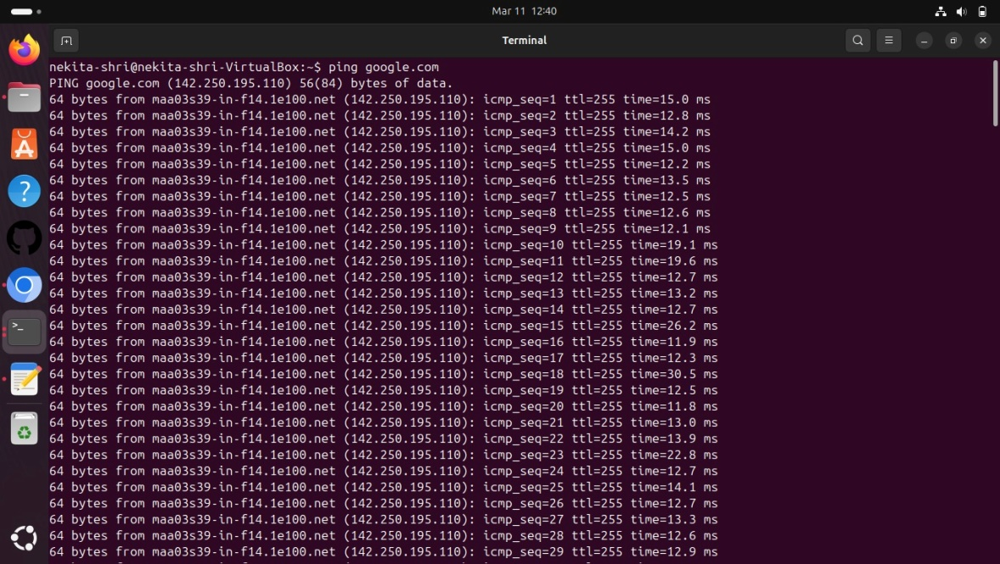 Mar 11 12:40
Terminal
nekita-shri@nekita-shri-VirtualBox:~$ ping google.com
PING google.com (142.250.195.110) 56(84) bytes of data.
64 bytes from maa03s39-in-f14.1e100.net (142.250.195.110): icmp_seq=1 ttl=255 time=15.0 ms
64 bytes from maa03s39-in-f14.1e100.net (142.250.195.110): icmp_seq=2 ttl=255 time=12.8 ms
64 bytes from maa03s39-in-f14.1e100.net (142.250.195.110): icmp_seq=3 ttl=255 time=14.2 ms
64 bytes from maa03s39-in-f14.1e100.net (142.250.195.110): icmp_seq=4 ttl=255 time=15.0 ms
64 bytes from maa03s39-in-f14.1e100.net (142.250.195.110): icmp_seq=5 ttl=255 time=12.2 ms
64 bytes from maa03s39-in-f14.1e100.net (142.250.195.110): icmp_seq=6 ttl=255 time=13.5 ms
64 bytes from maa03s39-in-f14.1e100.net (142.250.195.110): icmp_seq=7 ttl=255 time=12.5 ms
64 bytes from maa03s39-in-f14.1e100.net (142.250.195.110): icmp_seq=8 ttl=255 time=12.6 ms
64 bytes from maa03s39-in-f14.1e100.net (142.250.195.110): icmp_seq=9 ttl=255 time=12.1 ms
64 bytes from maa03s39-in-f14.1e100.net (142.250.195.110): icmp_seq=10 ttl=255 time=19.1 ms
64 bytes from maa03s39-in-f14.1e100.net (142.250.195.110): icmp_seq=11 ttl=255 time=19.6 ms
64 bytes from maa03s39-in-f14.1e100.net (142.250.195.110): icmp_seq=12 ttl=255 time=12.7 ms
64 bytes from maa03s39-in-f14.1e100.net (142.250.195.110): icmp_seq=13 ttl=255 time=13.2 ms
64 bytes from maa03s39-in-f14.1e100.net (142.250.195.110): icmp_seq=14 ttl=255 time=12.7 ms
64 bytes from maa03s39-in-f14.1e100.net (142.250.195.110): icmp_seq=15 ttl=255 time=26.2 ms
64 bytes from maa03s39-in-f14.1e100.net (142.250.195.110): icmp_seq=16 ttl=255 time=11.9 ms
64 bytes from maa03s39-in-f14.1e100.net (142.250.195.110): icmp_seq=17 ttl=255 time=12.3 ms
64 bytes from maa03s39-in-f14.1e100.net (142.250.195.110): icmp_seq=18 ttl=255 time=30.5 ms
64 bytes from maa03s39-in-f14.1e100.net (142.250.195.110): icmp_seq=19 ttl=255 time=12.5 ms
64 bytes from maa03s39-in-f14.1e100.net (142.250.195.110): icmp_seq=20 ttl=255 time=11.8 ms
64 bytes from maa03s39-in-f14.1e100.net (142.250.195.110): icmp_seq=21 ttl=255 time=13.0 ms
64 bytes from maa03s39-in-f14.1e100.net (142.250.195.110): icmp_seq=22 ttl=255 time=13.9 ms
64 bytes from maa03s39-in-f14.1e100.net (142.250.195.110): icmp_seq=23 ttl=255 time=22.8 ms
64 bytes from maa03s39-in-f14.1e100.net (142.250.195.110): icmp_seq=24 ttl=255 time=12.7 ms
64 bytes from maa03s39-in-f14.1e100.net (142.250.195.110): icmp_seq=25 ttl=255 time=14.1 ms
64 bytes from maa03s39-in-f14.1e100.net (142.250.195.110): icmp_seq=26 ttl=255 time=12.7 ms
64 bytes from maa03s39-in-f14.1e100.net (142.250.195.110): icmp_seq=27 ttl=255 time=13.3 ms
64 bytes from maa03s39-in-f14.1e100.net (142.250.195.110): icmp_seq=28 ttl=255 time=12.6 ms
64 bytes from maa03s39-in-f14.1e100.net (142.250.195.110): icmp_seq=29 ttl=255 time=12.9 ms